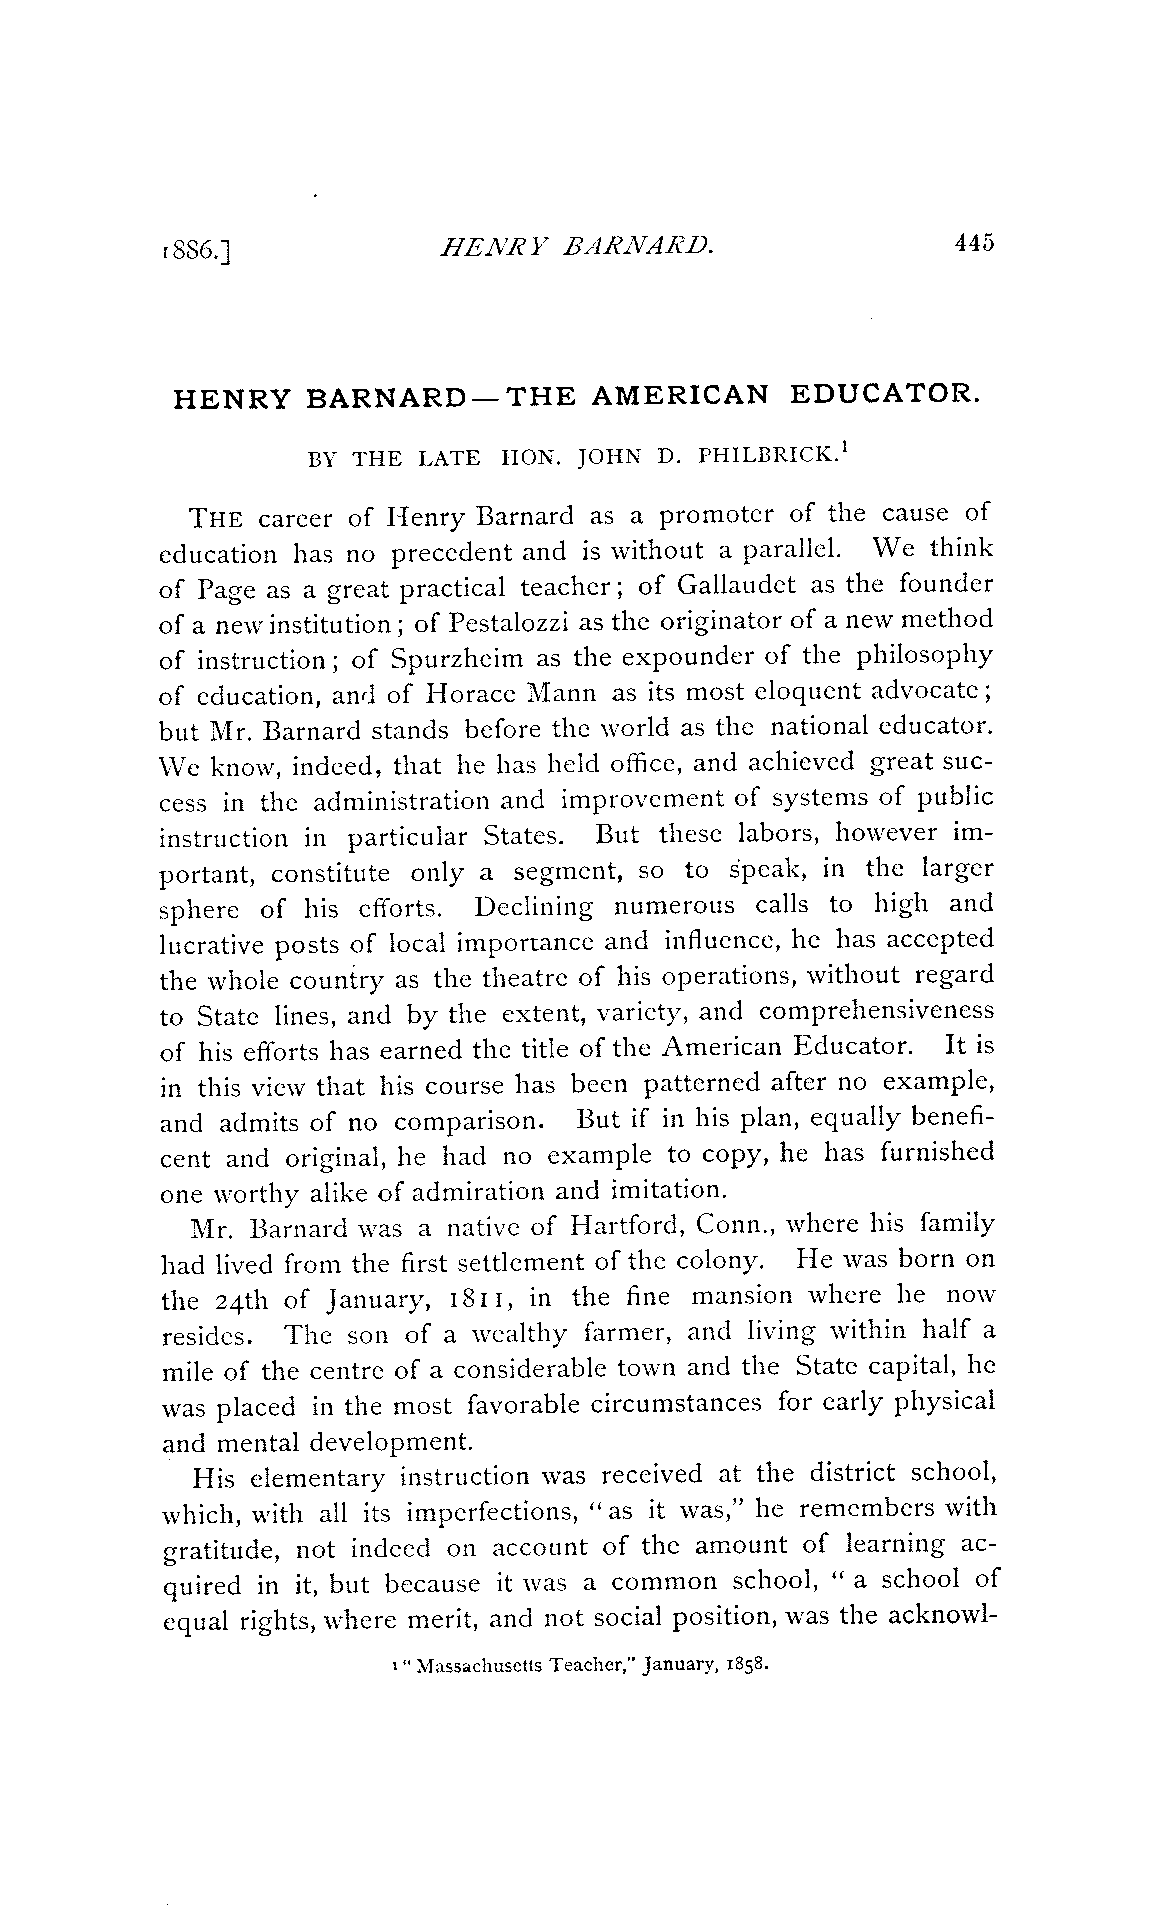 1886.] HENRY BARNARD. 445
HENRY BARNARD—THE AMERICAN EDUCATOR.
BY THE LATE HON. JOHN D. PHILBRICK.¹
THE career of Henry Barnard as a promoter of the cause of
education has no precedent and is without a parallel. We think
of Page as a great practical teacher; of Gallaudet as the founder
of a new institution; of Pestalozzi as the originator of a new method
of instruction; of Spurzheim as the expounder of the philosophy
of education, and of Horace Mann as its most eloquent advocate;
but Mr. Barnard stands before the world as the national educator.
We know, indeed, that he has held office, and achieved great suc-
cess in the administration and improvement of systems of public
instruction in particular States. But these labors, however im-
portant, constitute only a segment, so to speak, in the larger
sphere of his efforts. Declining numerous calls to high and
lucrative posts of local importance and influence, he has accepted
the whole country as the theatre of his operations, without regard
to State lines, and by the extent, variety, and comprehensiveness
of his efforts has earned the title of the American Educator. It is
in this view that his course has been patterned after no example,
and admits of no comparison. But if in his plan, equally benefi-
cent and original, he had no example to copy, he has furnished
one worthy alike of admiration and imitation.
Mr. Barnard was a native of Hartford, Conn., where his family
had lived from the first settlement of the colony. He was born on
the 24th of January, 1811, in the fine mansion where he now
resides. The son of a wealthy farmer, and living within half a
mile of the centre of a considerable town and the State capital, he
was placed in the most favorable circumstances for early physical
and mental development.
His elementary instruction was received at the district school,
which, with all its imperfections, "as it was," he remembers with
gratitude, not indeed on account of the amount of learning ac-
quired in it, but because it was a common school, "a school of
equal rights, where merit, and not social position, was the acknowl-
¹ "Massachusetts Teacher," January, 1858.